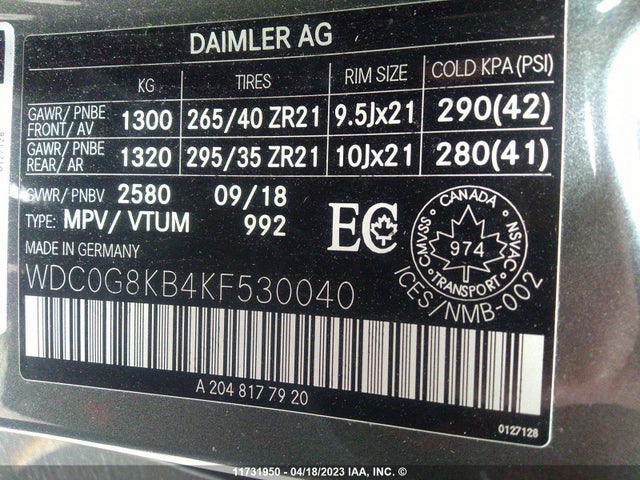 DAIMLER AG
KG TIRES RIM SIZE COLD KPA (PSI)
GAWR/ PNBE FRONT/ AV 1300 265/40 ZR21 9.5Jx21 290(42)
GAWR/ PNBE REAR/ AR 1320 295/35 ZR21 10Jx21 280(41)
GVWR/ PNBV 2580 09/18
TYPE: MPV/ VTUM 992
EC
CANADA
CMVSS 974 NSVAC
TRANSPORT
ICES/NMB-002
MADE IN GERMANY
WDC0G8KB4KF530040
A 204 817 79 20
0127128
0127128
11731950 - 04/18/2023 IAA, INC. ©